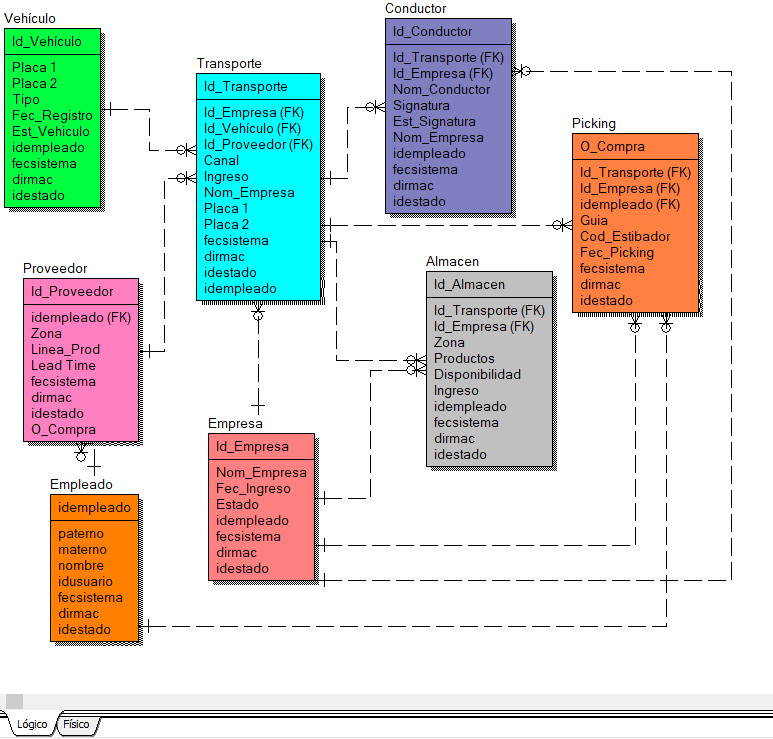 Vehículo
Id_Vehículo
Placa 1
Placa 2
Tipo
Fec_Registro
Est_Vehiculo
idempleado
fecsistema
dirmac
idestado
Transporte
Id_Transporte
Id_Empresa (FK)
Id_Vehículo (FK)
Id_Proveedor (FK)
Canal
Ingreso
Nom_Empresa
Placa 1
Placa 2
fecsistema
dirmac
idestado
idempleado
Conductor
Id_Conductor
Id_Transporte (FK)
Id_Empresa (FK)
Nom_Conductor
Signatura
Est_Signatura
Nom_Empresa
idempleado
fecsistema
dirmac
idestado
Picking
O_Compra
Id_Transporte (FK)
Id_Empresa (FK)
idempleado (FK)
Guia
Cod_Estibador
Fec_Picking
fecsistema
dirmac
idestado
Proveedor
Id_Proveedor
idempleado (FK)
Zona
Linea_Prod
Lead Time
fecsistema
dirmac
idestado
O_Compra
Almacen
Id_Almacen
Id_Transporte (FK)
Id_Empresa (FK)
Zona
Productos
Disponibilidad
Ingreso
idempleado
fecsistema
dirmac
idestado
Empresa
Id_Empresa
Nom_Empresa
Fec_Ingreso
Estado
idempleado
fecsistema
dirmac
idestado
Empleado
idempleado
paterno
materno
nombre
idusuario
fecsistema
dirmac
idestado
Lógico
Físico